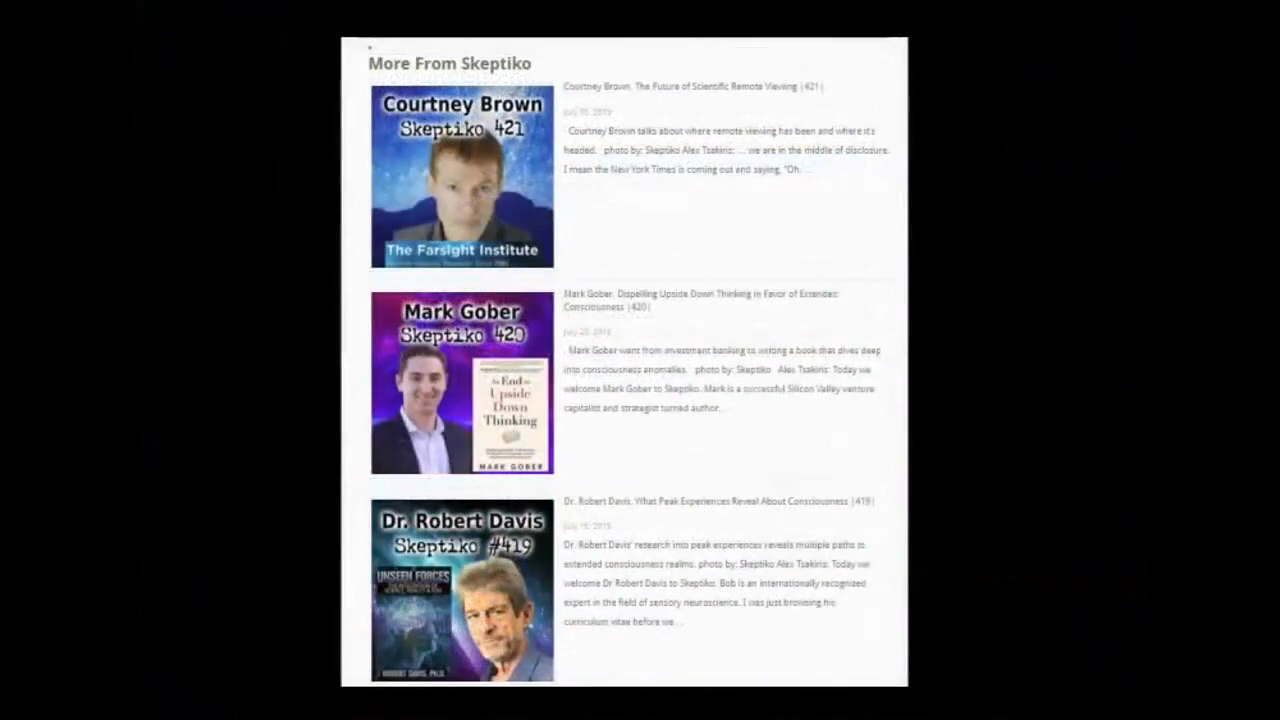 More From Skeptiko
Courtney Brown
Skeptiko 421
The Farsight Institute
Courtney Brown, The Future of Scientific Remote Viewing |421|
Courtney Brown talks about where remote viewing has been and where it's
headed. photo by: Skeptiko Alex Tsakiris: ... we are in the middle of disclosure.
I mean the New York Times is coming out and saying, "Oh, ...
Mark Gober
Skeptiko 420
An End to
Upside
Down
Thinking
MARK GOBER
Mark Gober, Dispelling Upside Down Thinking in Favor of Extended
Consciousness |420|
Mark Gober went from investment banking to writing a book that dives deep
into consciousness anomalies. photo by: Skeptiko Alex Tsakiris: Today we
welcome Mark Gober to Skeptiko. Mark is a successful Silicon Valley venture
capitalist and strategist turned author...
Dr. Robert Davis
Skeptiko #419
UNSEEN FORCES
ROBERT DAVIS, PH.D.
Dr. Robert Davis, What Peak Experiences Reveal About Consciousness |419|
Dr. Robert Davis' research into peak experiences reveals multiple paths to
extended consciousness realms. photo by: Skeptiko Alex Tsakiris: Today we
welcome Dr Robert Davis to Skeptiko. Bob is an internationally recognized
expert in the field of sensory neuroscience. I was just browsing his
curriculum vitae before we ...